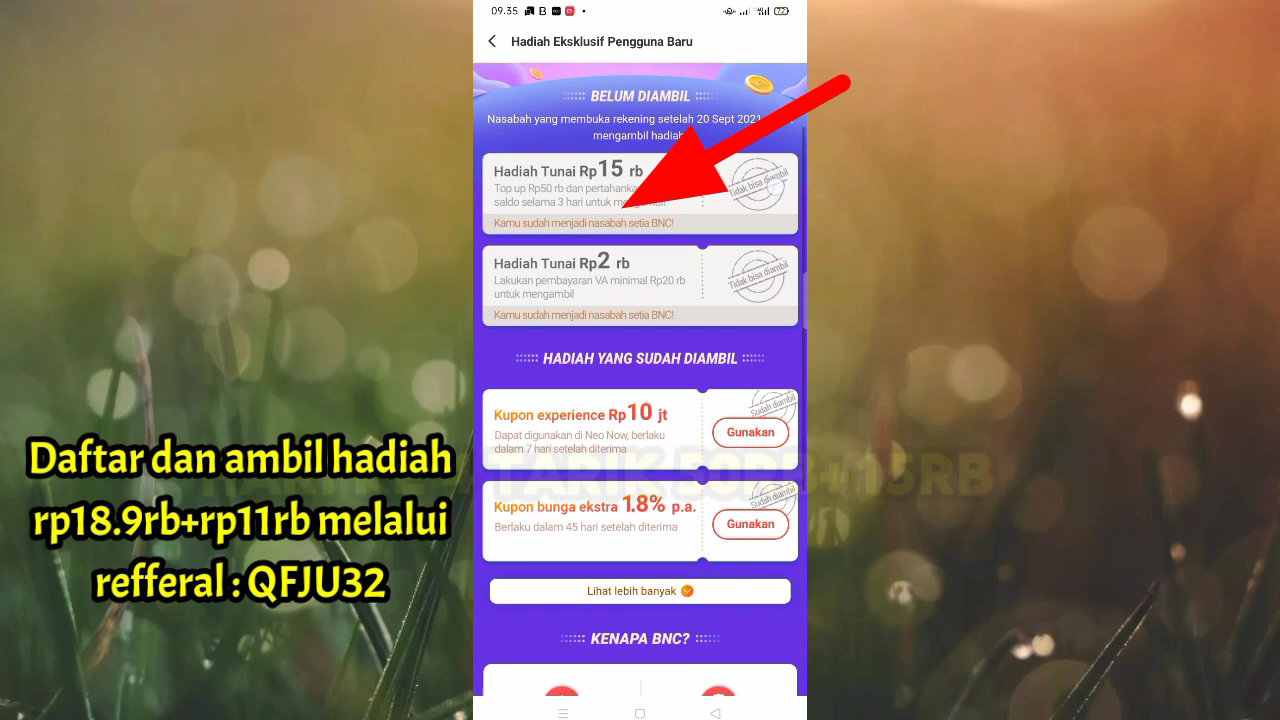 09.35
Hadiah Eksklusif Pengguna Baru
BELUM DIAMBIL
Nasabah yang membuka rekening setelah 20 Sept 2021
mengambil hadiah
Hadiah Tunai Rp15 rb
Top up Rp50 rb dan pertahankan
saldo selama 3 hari untuk mengambil
Tidak bisa diambil
Kamu sudah menjadi nasabah setia BNC!
Hadiah Tunai Rp2 rb
Lakukan pembayaran VA minimal Rp20 rb
untuk mengambil
Tidak bisa diambil
Kamu sudah menjadi nasabah setia BNC!
HADIAH YANG SUDAH DIAMBIL
Kupon experience Rp10 jt
Dapat digunakan di Neo Now, berlaku
dalam 7 hari setelah diterima
Sudah diambil
Gunakan
Kupon bunga ekstra 1.8% p.a.
Berlaku dalam 45 hari setelah diterima
Sudah diambil
Gunakan
Lihat lebih banyak
KENAPA BNC?
Daftar dan ambil hadiah
rp18.9rb+rp11rb melalui
refferal : QFJU32
TARIK 50RB+15RB